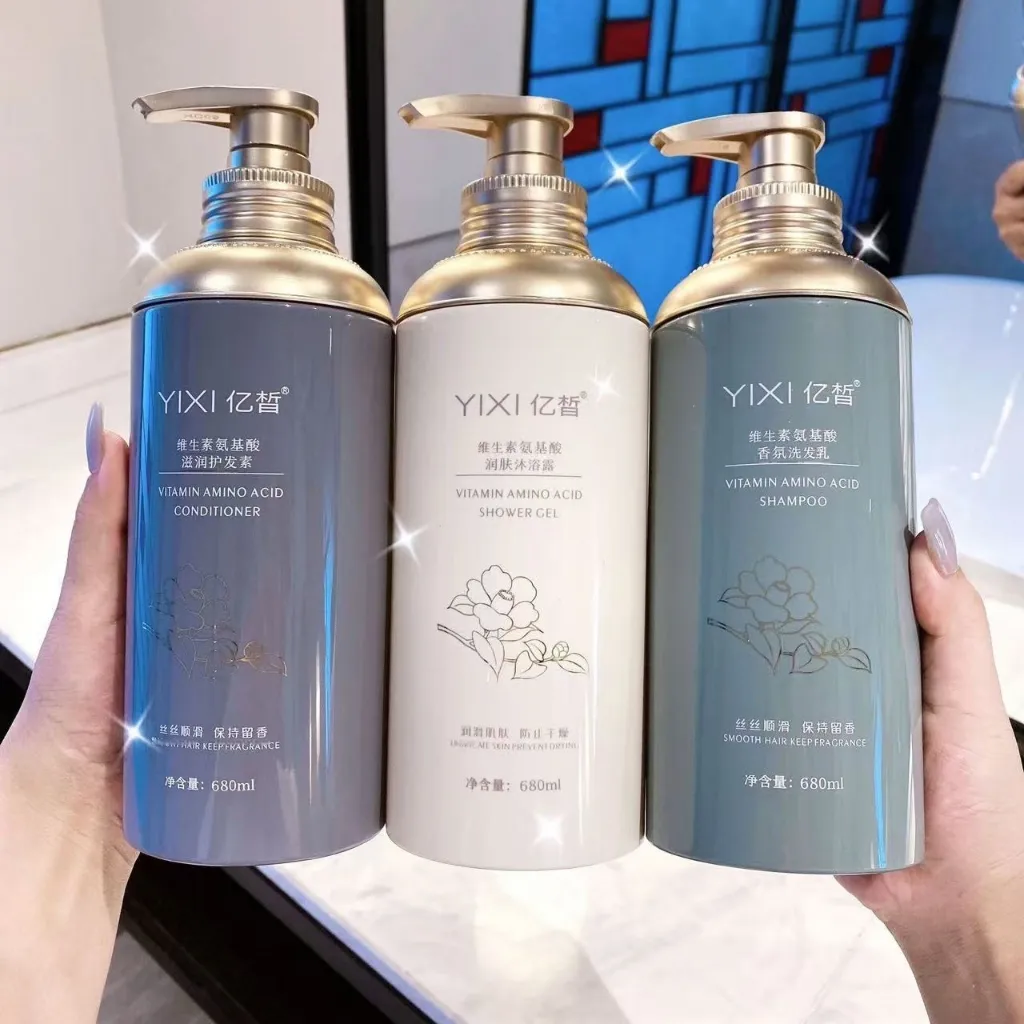 YIXI 亿皙®
维生素氨基酸
滋润护发素
VITAMIN AMINO ACID
CONDITIONER
丝丝顺滑 保持留香
HAIR KEEP FRAGRANCE
净含量：680ml
YIXI 亿皙®
维生素氨基酸
润肤沐浴露
VITAMIN AMINO ACID
SHOWER GEL
润滑肌肤 防止干燥
SKIN PREVENT
净含量：680ml
YIXI 亿皙®
维生素氨基酸
香氛洗发乳
VITAMIN AMINO ACID
SHAMPOO
丝丝顺滑 保持留香
SMOOTH HAIR KEEP FRAGRANCE
净含量：680ml